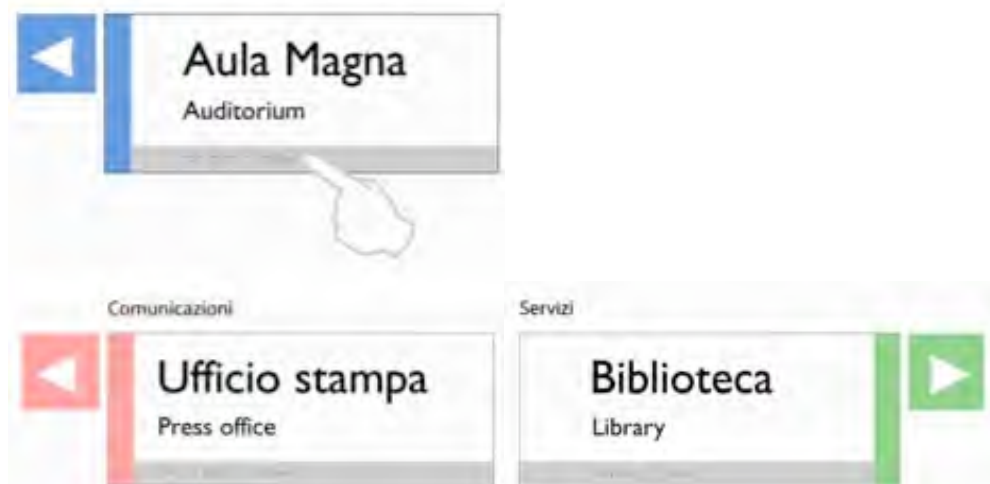 Aula Magna
Auditorium
Comunicazioni
Servizi
Ufficio stampa
Press office
Biblioteca
Library